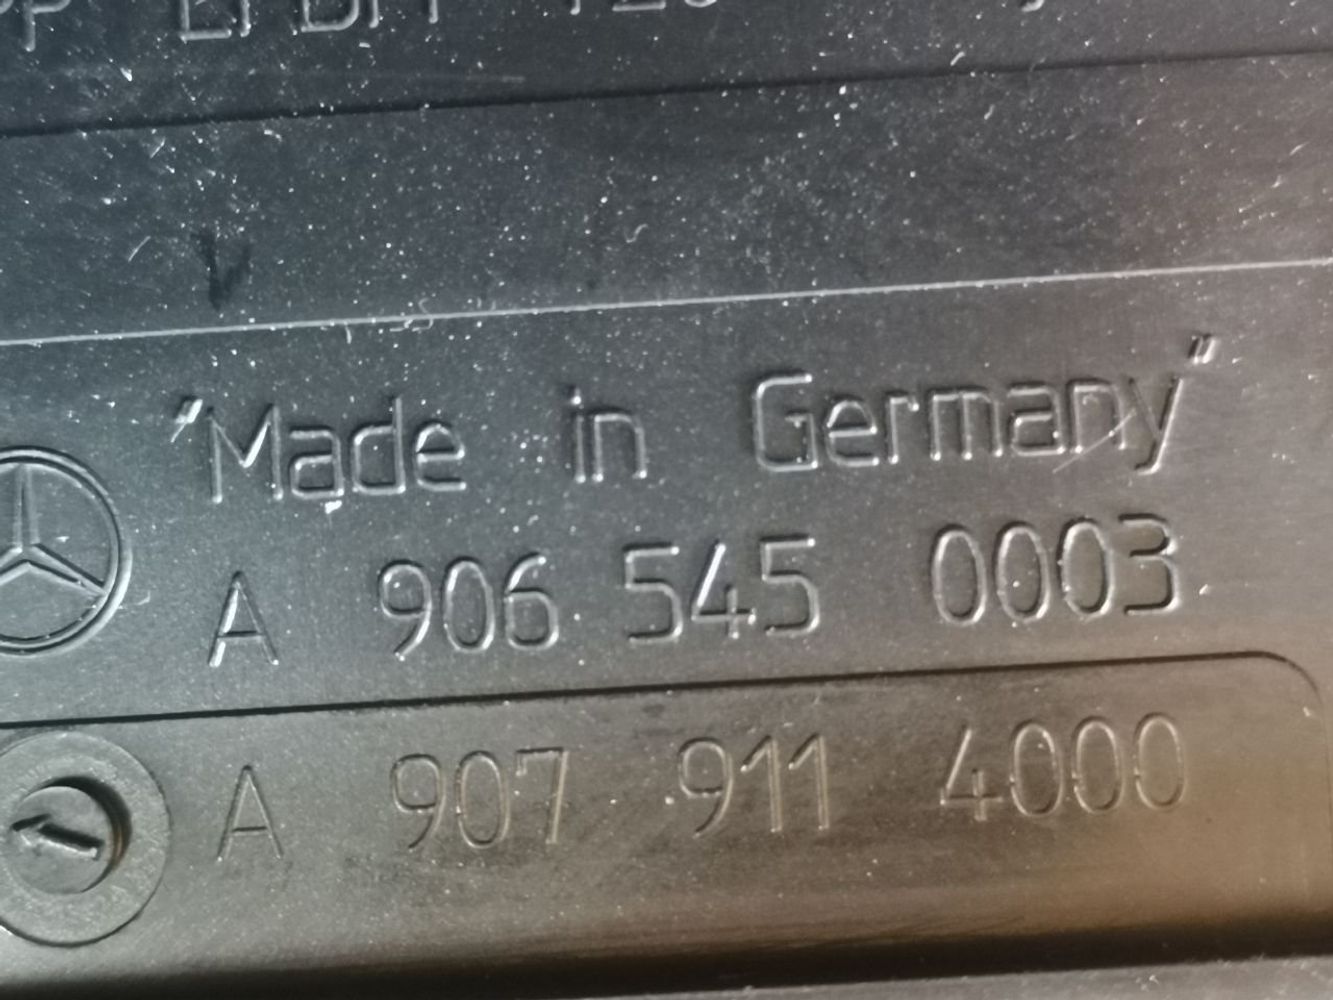 "Made in Germany"
A 906 545 0003
A 907 911 4000